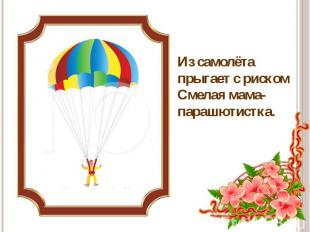 Из самолёта
прыгает с риском
Смелая мама-
парашютистка.